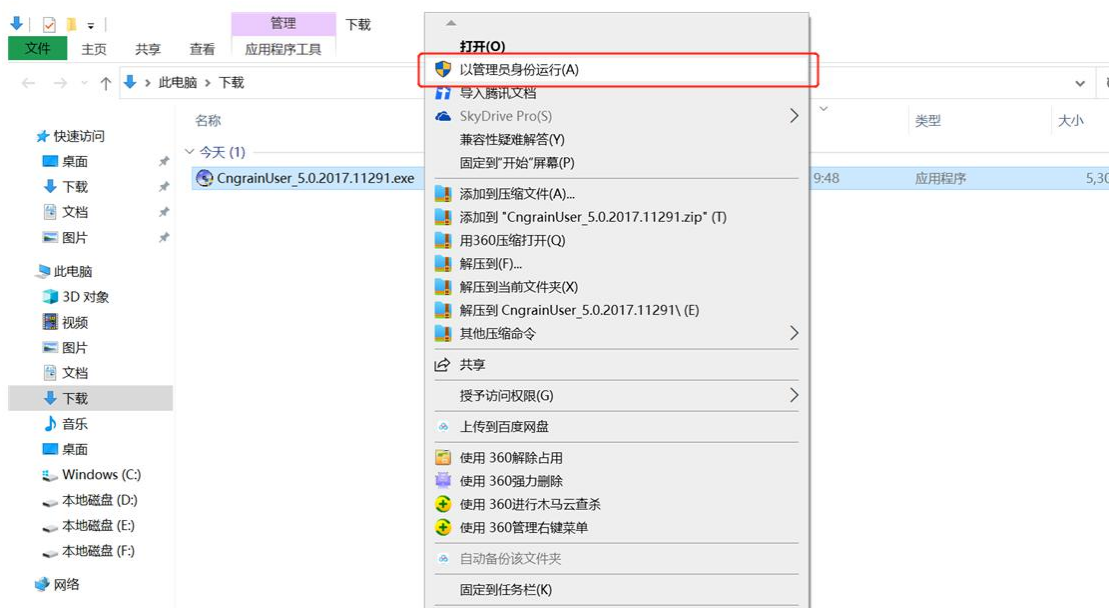 管理
下载
文件
主页
共享
查看
应用程序工具
此电脑
下载
名称
类型
大小
快速访问
桌面
下载
文档
图片
此电脑
3D 对象
视频
图片
文档
下载
音乐
桌面
Windows (C:)
本地磁盘 (D:)
本地磁盘 (E:)
本地磁盘 (F:)
网络
今天 (1)
CngrainUser_5.0.2017.11291.exe
9:48
应用程序
5,30
打开(O)
以管理员身份运行(A)
导入腾讯文档
SkyDrive Pro(S)
兼容性疑难解答(Y)
固定到"开始"屏幕(P)
添加到压缩文件(A)...
添加到 "CngrainUser_5.0.2017.11291.zip" (T)
用360压缩打开(Q)
解压到(F)...
解压到当前文件夹(X)
解压到 CngrainUser_5.0.2017.11291\ (E)
其他压缩命令
共享
授予访问权限(G)
上传到百度网盘
使用 360解除占用
使用 360强力删除
使用 360进行木马云查杀
使用 360管理右键菜单
自动备份该文件夹
固定到任务栏(K)